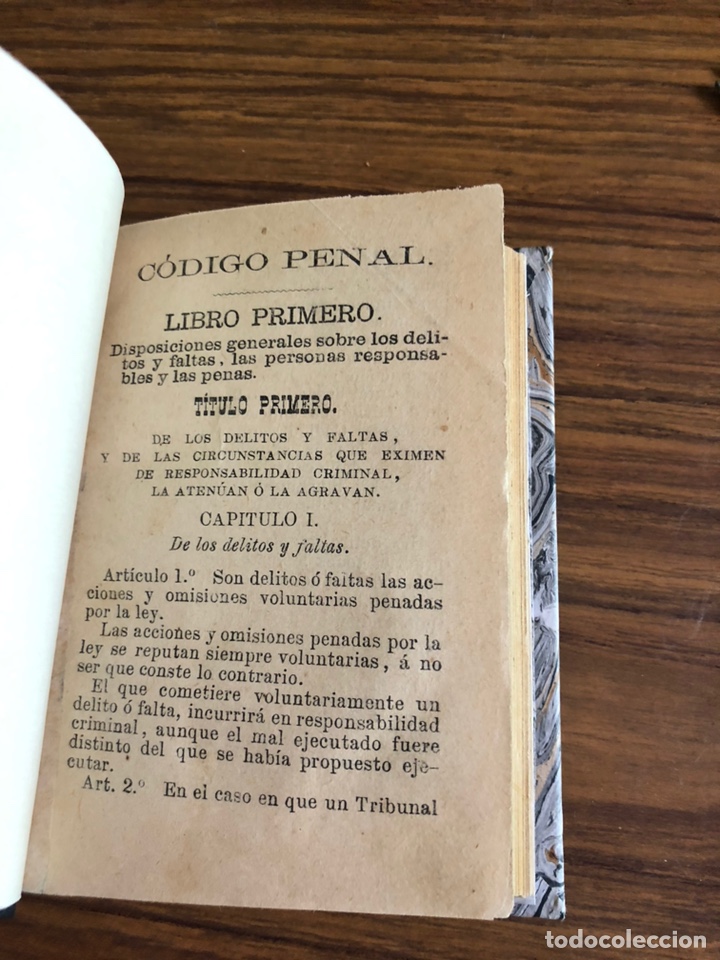 CÓDIGO PENAL.
LIBRO PRIMERO.
Disposiciones generales sobre los deli-
tos y faltas, las personas responsa-
bles y las penas.
TÍTULO PRIMERO.
DE LOS DELITOS Y FALTAS,
Y DE LAS CIRCUNSTANCIAS QUE EXIMEN
DE RESPONSABILIDAD CRIMINAL,
LA ATENÚAN Ó LA AGRAVAN.
CAPITULO I.
De los delitos y faltas.
Artículo 1.º Son delitos ó faltas las ac-
ciones y omisiones voluntarias penadas
por la ley.
Las acciones y omisiones penadas por la
ley se reputan siempre voluntarias, á no
ser que conste lo contrario.
El que cometiere voluntariamente un
delito ó falta, incurrirá en responsabilidad
criminal, aunque el mal ejecutado fuere
distinto del que se había propuesto eje-
cutar.
Art. 2.º En el caso en que un Tribunal
todocoleccion